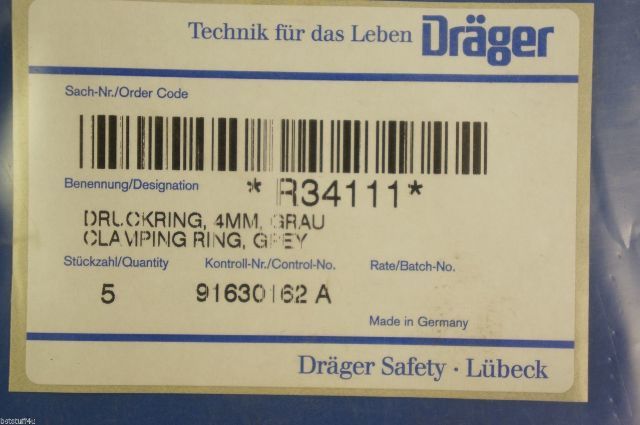 Technik für das Leben Dräger
Sach-Nr./Order Code
Benennung/Designation * R34111*
DRUCKRING, 4MM, GRAU
CLAMPING RING, GREY
Stückzahl/Quantity Kontroll-Nr./Control-No. Rate/Batch-No.
5 91630162 A
Made in Germany
Dräger Safety · Lübeck
botstuff4u